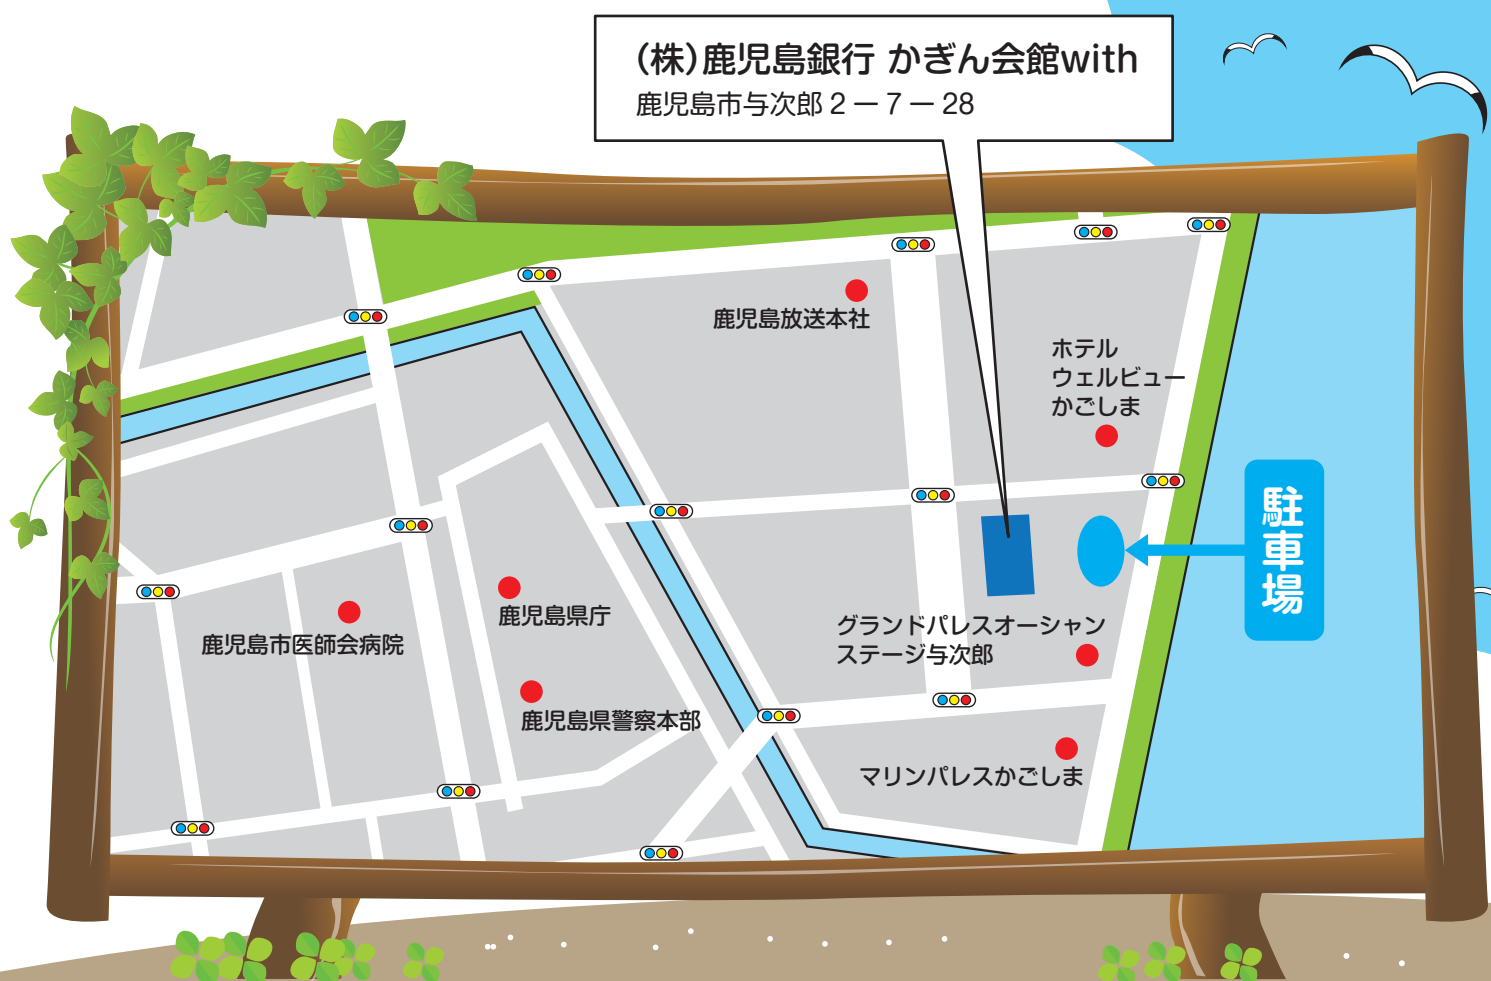 (株)鹿児島銀行 かぎん会館with
鹿児島市与次郎 2 − 7 − 28
鹿児島放送本社
ホテル
ウェルビュー
かごしま
駐車場
鹿児島県庁
鹿児島市医師会病院
グランドパレスオーシャン
ステージ与次郎
鹿児島県警察本部
マリンパレスかごしま